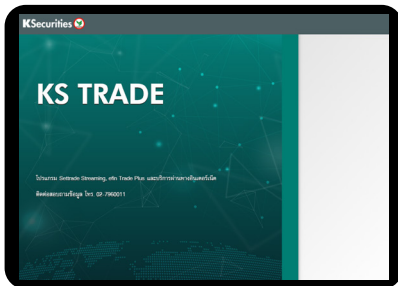 KSecurities
KS TRADE
โปรแกรม Settrade Streaming, efin Trade Plus และบริการผ่านทางอินเตอร์เน็ต
ติดต่อสอบถามข้อมูล โทร 02-7960011